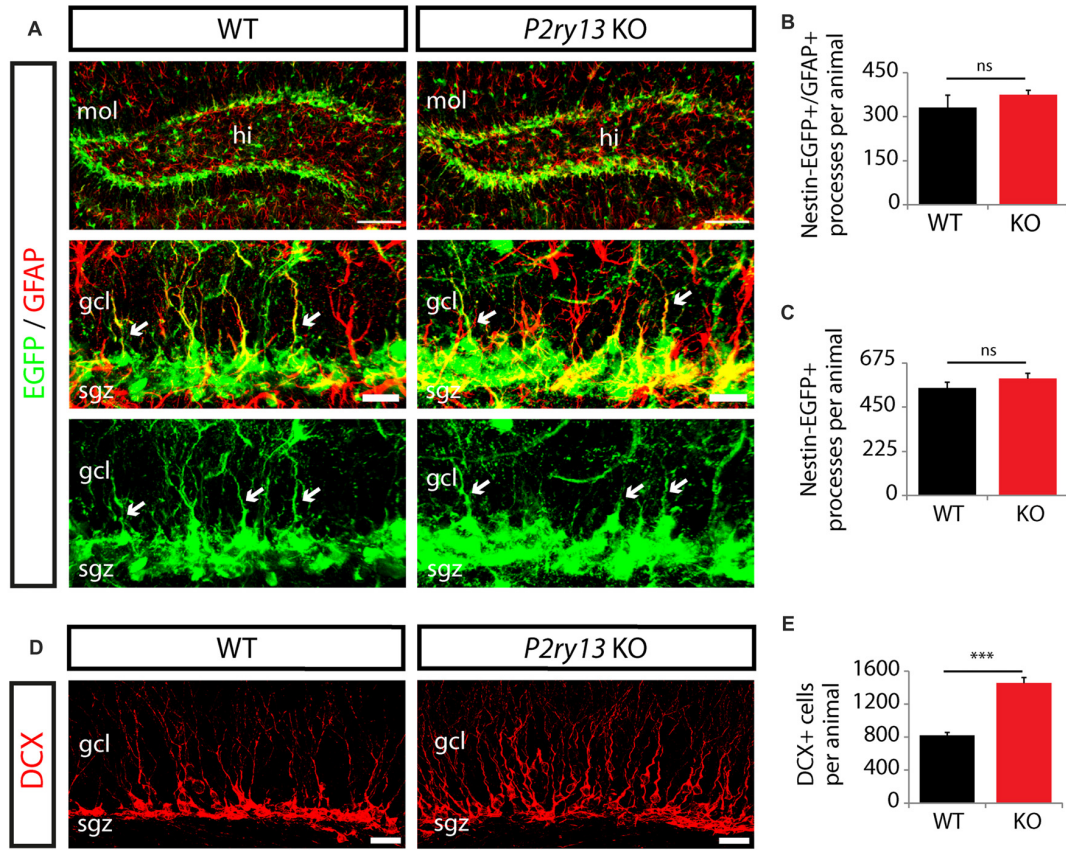 A
WT
P2ry13 KO
EGFP / GFAP
mol
hi
mol
hi
gcl
sgz
gcl
sgz
gcl
sgz
gcl
sgz
B
Nestin-EGFP+/GFAP+
processes per animal
450
300
150
0
ns
WT
KO
C
Nestin-EGFP+
processes per animal
675
450
225
0
ns
WT
KO
D
WT
P2ry13 KO
DCX
gcl
sgz
gcl
sgz
E
DCX+ cells
per animal
1600
1200
800
400
0
***
WT
KO